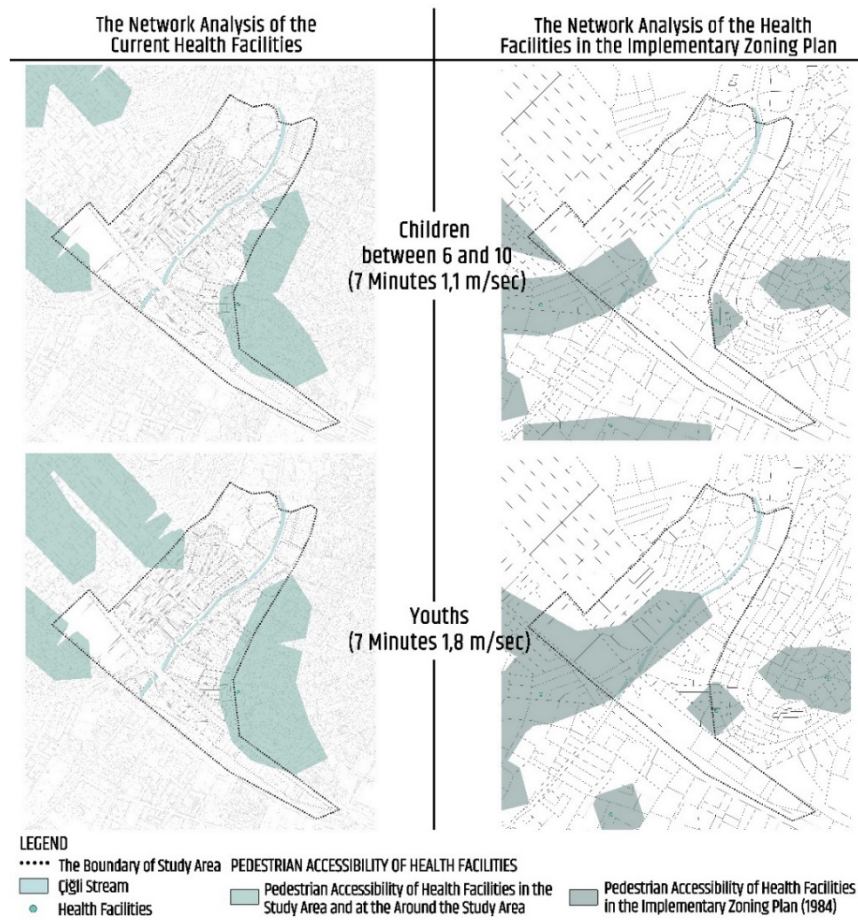 The Network Analysis of the
Current Health Facilities
The Network Analysis of the Health
Facilities in the Implementary Zoning Plan
Children
between 6 and 10
(7 Minutes 1,1 m/sec)
Youths
(7 Minutes 1,8 m/sec)
LEGEND
The Boundary of Study Area
Çiğli Stream
Health Facilities
PEDESTRIAN ACCESSIBILITY OF HEALTH FACILITIES
Pedestrian Accessibility of Health Facilities in the
Study Area and at the Around the Study Area
Pedestrian Accessibility of Health Facilities
in the Implementary Zoning Plan (1984)